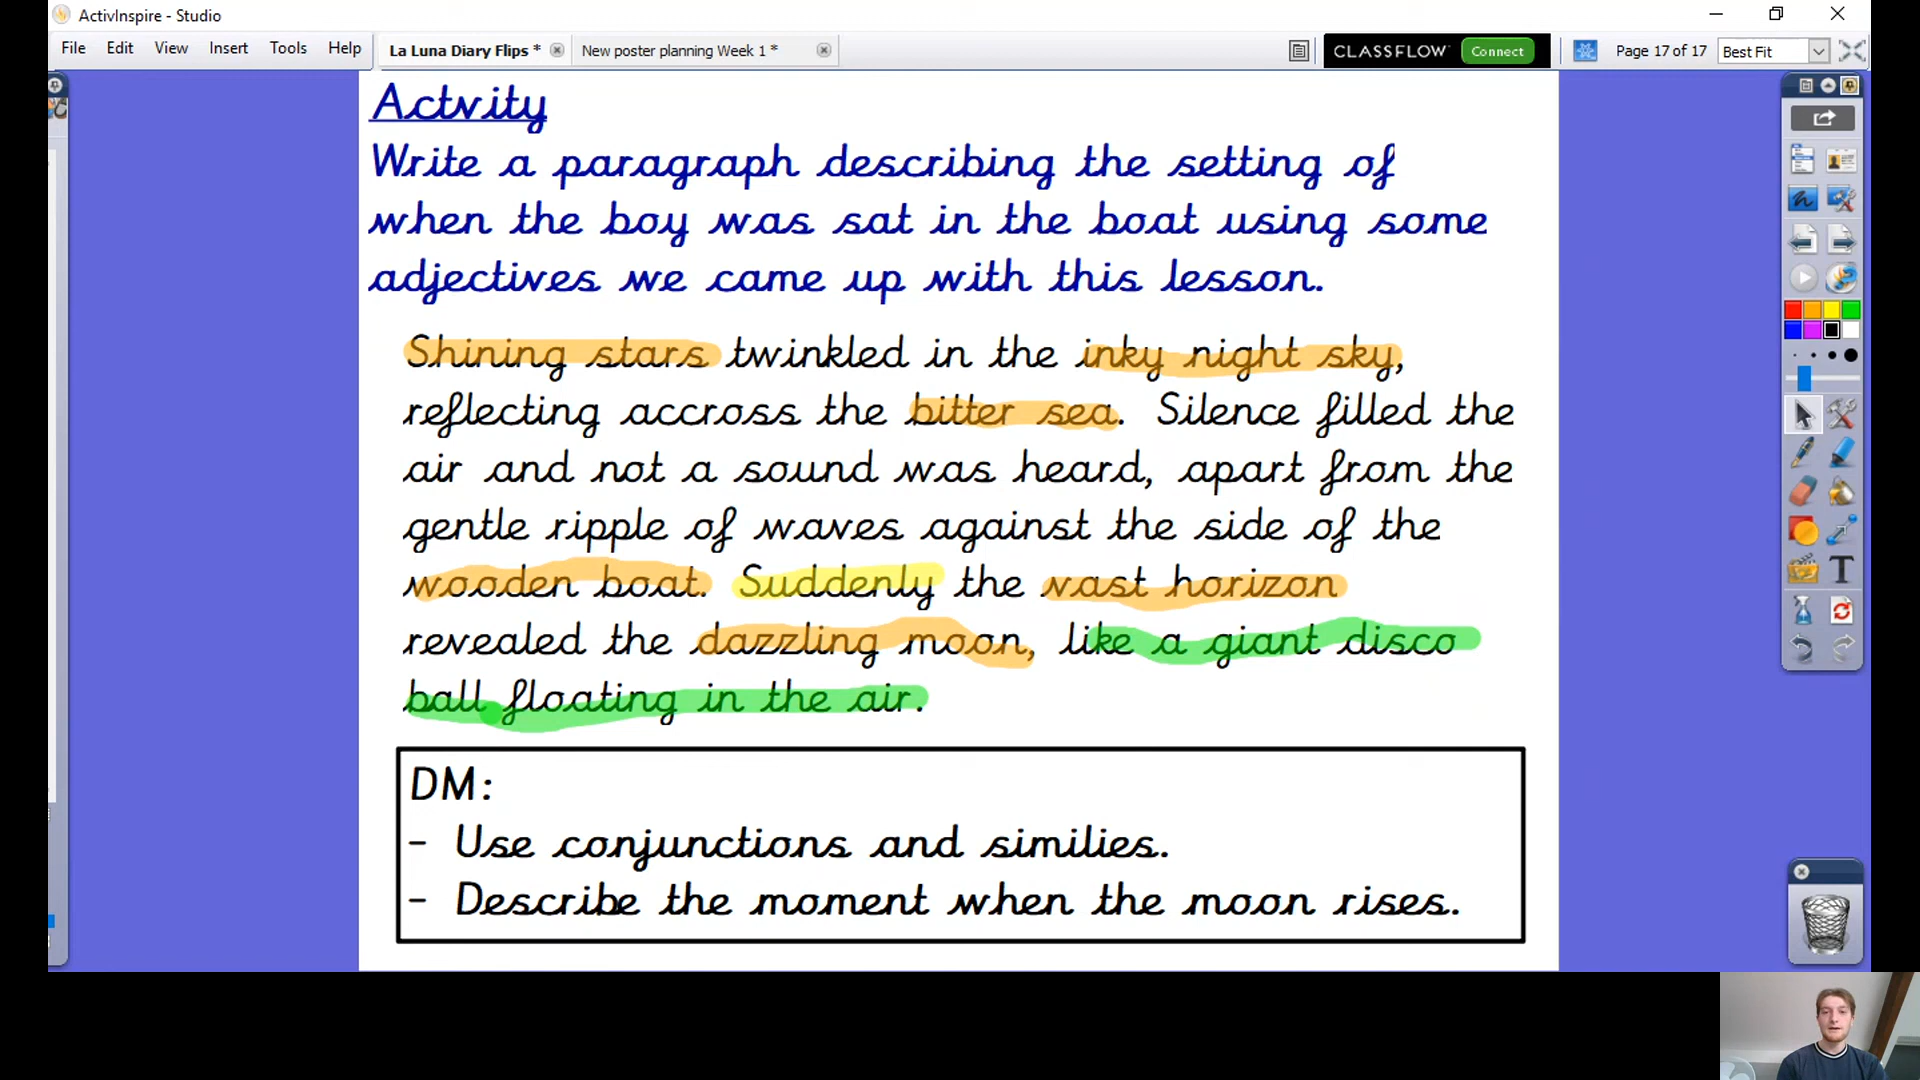 ActivInspire - Studio
File Edit View Insert Tools Help
La Luna Diary Flips * New poster planning Week 1 *
CLASSFLOW Connect Page 17 of 17 Best Fit
Actvity
Write a paragraph describing the setting of
when the boy was sat in the boat using some
adjectives we came up with this lesson.
Shining stars twinkled in the inky night sky,
reflecting accross the bitter sea. Silence filled the
air and not a sound was heard, apart from the
gentle ripple of waves against the side of the
wooden boat. Suddenly the vast horizon
revealed the dazzling moon, like a giant disco
ball floating in the air.
DM:
- Use conjunctions and similies.
- Describe the moment when the moon rises.